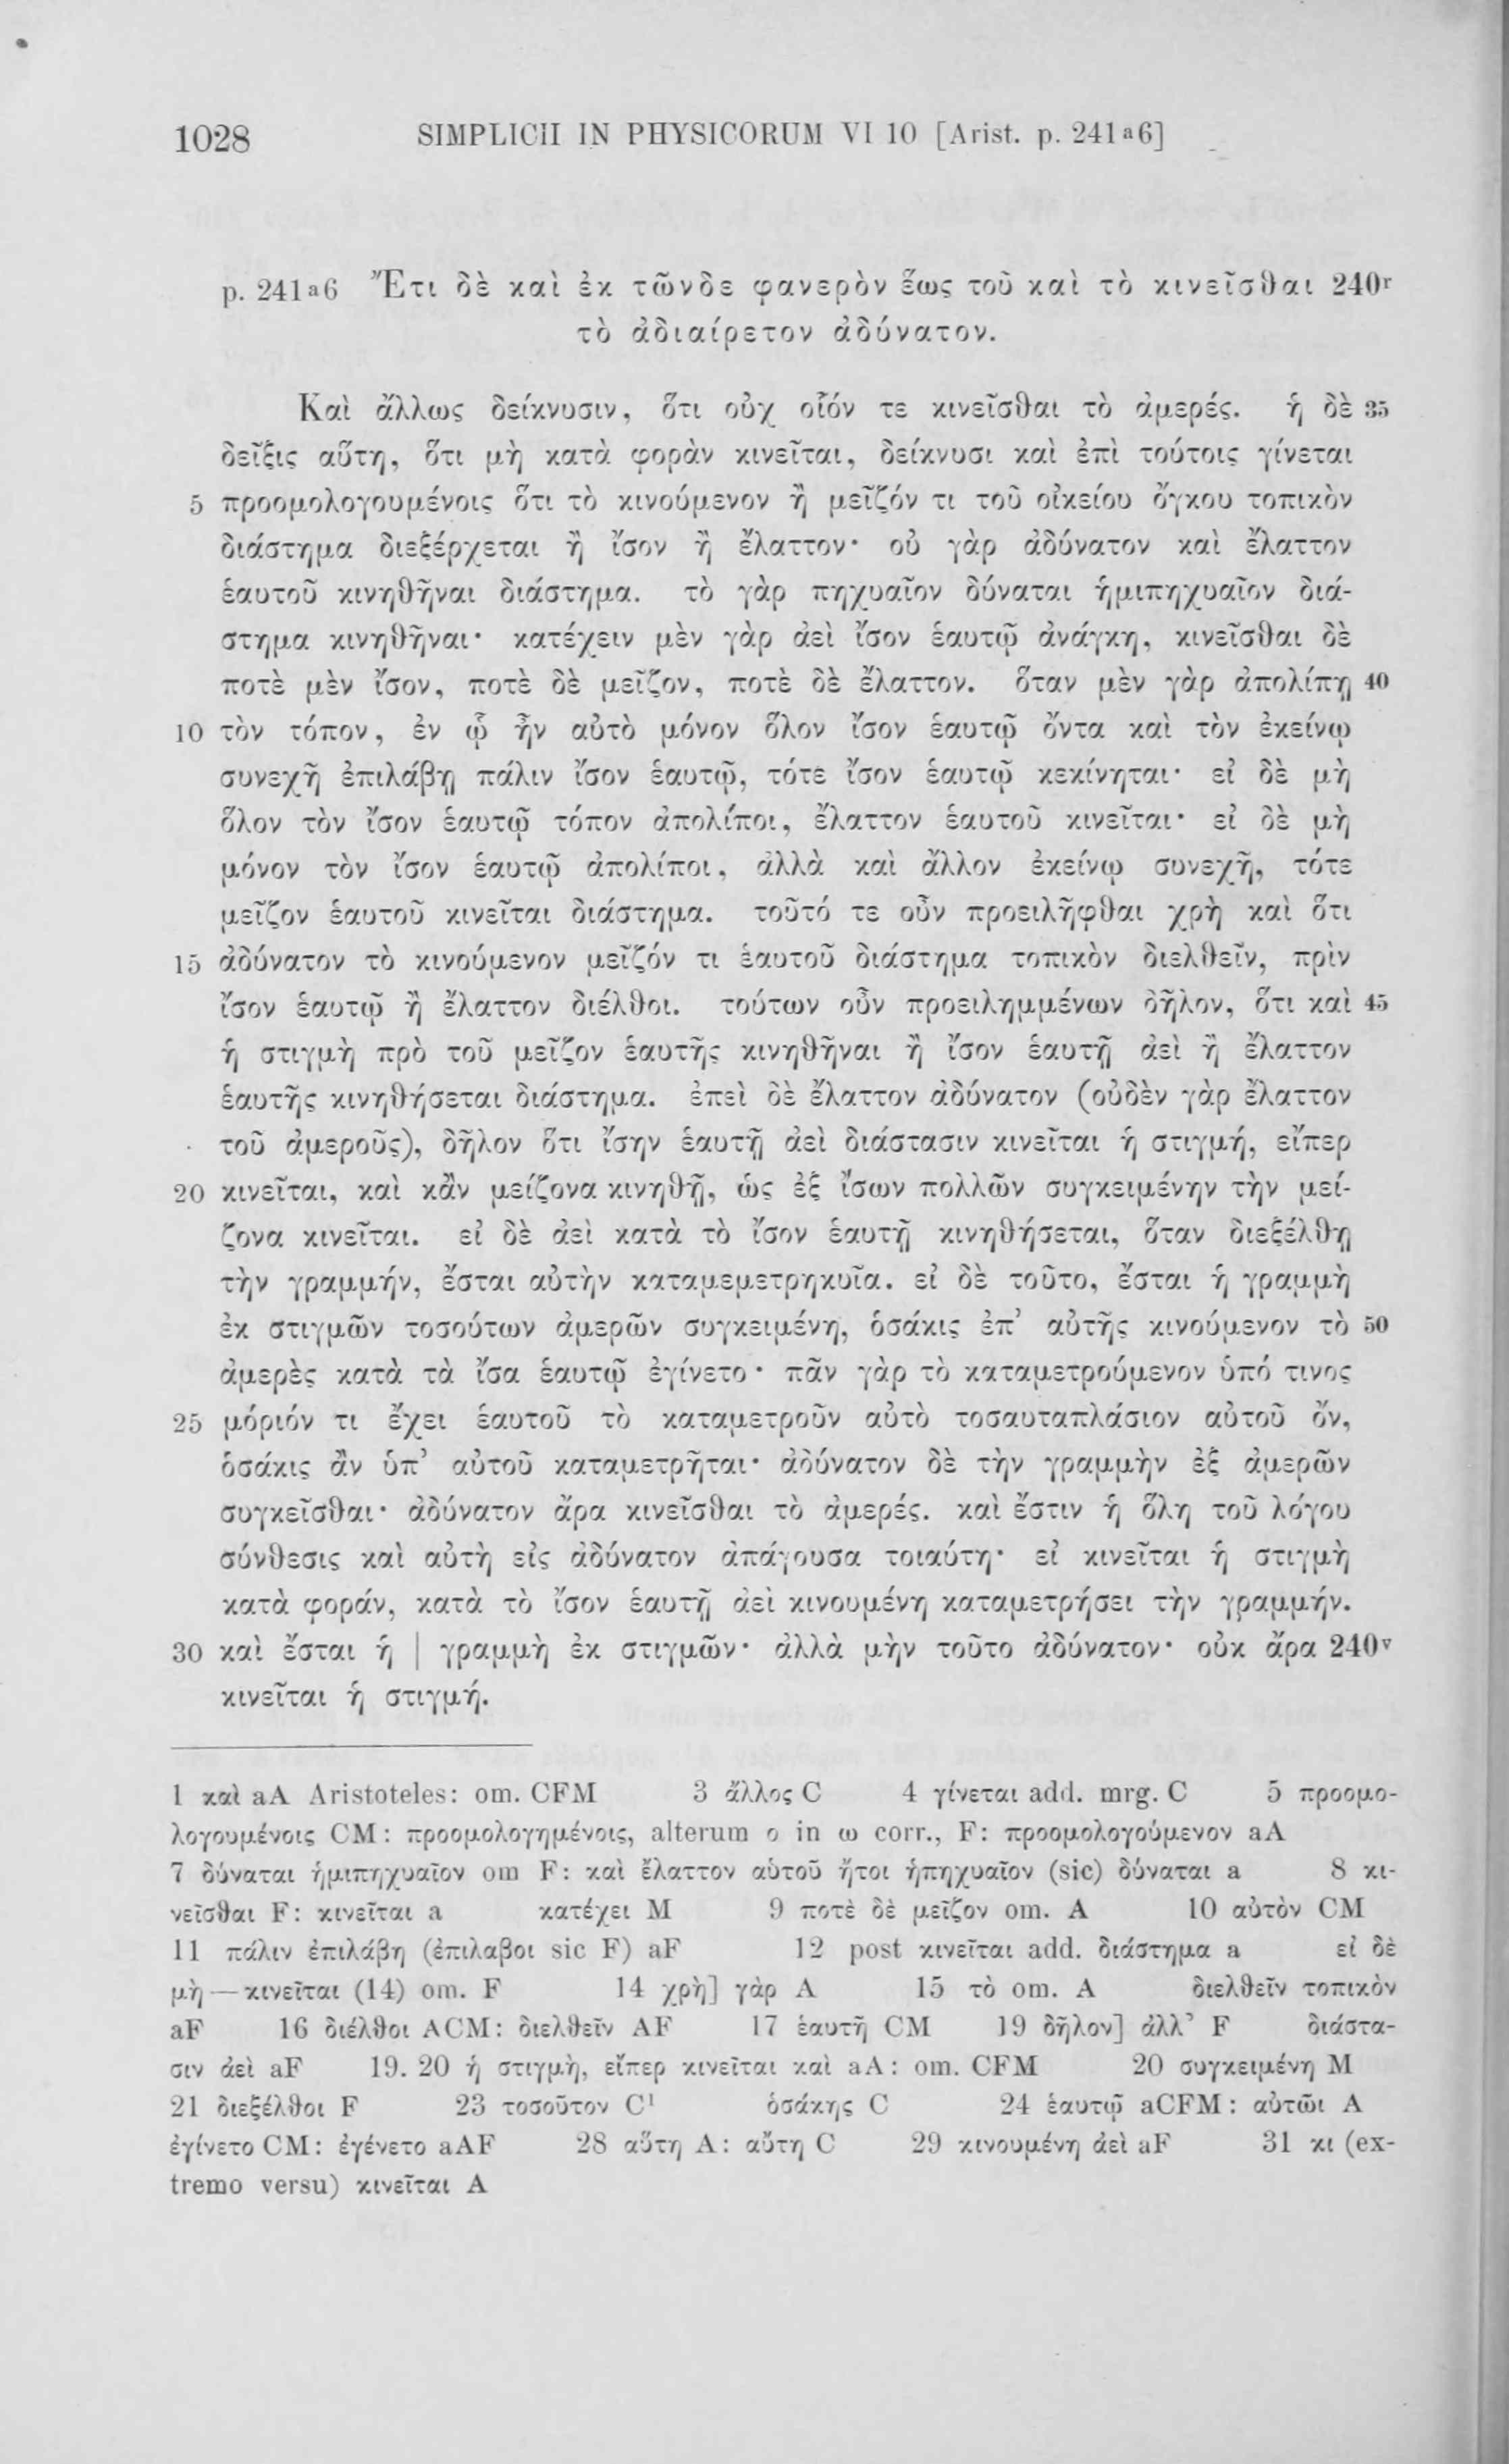 1028 SIMPLICII IN PHYSICORUM VI 10 [Arist. p. 241a6]
p. 241a6 Ἔτι δὲ καὶ ἐκ τῶνδε φανερὸν ἕως τοῦ καὶ τὸ κινεῖσθαι 240r
τὸ ἀδιαίρετον ἀδύνατον.
Καὶ ἄλλως δείκνυσιν, ὅτι οὐχ οἷόν τε κινεῖσθαι τὸ ἀμερές. ἡ δὲ 35
δεῖξις αὕτη, ὅτι μὴ κατὰ φορὰν κινεῖται, δείκνυσι καὶ ἐπὶ τούτοις γίνεται
5 προομολογουμένοις ὅτι τὸ κινούμενον ἢ μεῖζόν τι τοῦ οἰκείου ὄγκου τοπικὸν
διάστημα διεξέρχεται ἢ ἴσον ἢ ἔλαττον· οὐ γὰρ ἀδύνατον καὶ ἔλαττον
ἑαυτοῦ κινηθῆναι διάστημα. τὸ γὰρ πηχυαῖον δύναται ἡμιπηχυαῖον διά-
στημα κινηθῆναι· κατέχειν μὲν γὰρ ἀεὶ ἴσον ἑαυτῷ ἀνάγκη, κινεῖσθαι δὲ
ποτὲ μὲν ἴσον, ποτὲ δὲ μεῖζον, ποτὲ δὲ ἔλαττον. ὅταν μὲν γὰρ ἀπολίπῃ 40
10 τὸν τόπον, ἐν ᾧ ἦν αὐτὸ μόνον ὅλον ἴσον ἑαυτῷ ὄντα καὶ τὸν ἐκείνῳ
συνεχῆ ἐπιλάβῃ πάλιν ἴσον ἑαυτῷ, τότε ἴσον ἑαυτῷ κεκίνηται· εἰ δὲ μὴ
ὅλον τὸν ἴσον ἑαυτῷ τόπον ἀπολίποι, ἔλαττον ἑαυτοῦ κινεῖται· εἰ δὲ μὴ
μόνον τὸν ἴσον ἑαυτῷ ἀπολίποι, ἀλλὰ καὶ ἄλλον ἐκείνῳ συνεχῆ, τότε
μεῖζον ἑαυτοῦ κινεῖται διάστημα. τοῦτό τε οὖν προειλῆφθαι χρὴ καὶ ὅτι
15 ἀδύνατον τὸ κινούμενον μεῖζόν τι ἑαυτοῦ διάστημα τοπικὸν διελθεῖν, πρὶν
ἴσον ἑαυτῷ ἢ ἔλαττον διέλθοι. τούτων οὖν προειλημμένων δῆλον, ὅτι καὶ 45
ἡ στιγμὴ πρὸ τοῦ μεῖζον ἑαυτῆς κινηθῆναι ἢ ἴσον ἑαυτῇ ἀεὶ ἢ ἔλαττον
ἑαυτῆς κινηθήσεται διάστημα. ἐπεὶ δὲ ἔλαττον ἀδύνατον (οὐδὲν γὰρ ἔλαττον
τοῦ ἀμεροῦς), δῆλον ὅτι ἴσην ἑαυτῇ ἀεὶ διάστασιν κινεῖται ἡ στιγμή, εἴπερ
20 κινεῖται, καὶ κἂν μείζονα κινηθῇ, ὡς ἐξ ἴσων πολλῶν συγκειμένην τὴν μεί-
ζονα κινεῖται. εἰ δὲ ἀεὶ κατὰ τὸ ἴσον ἑαυτῇ κινηθήσεται, ὅταν διεξέλθῃ
τὴν γραμμήν, ἔσται αὐτὴν καταμεμετρηκυῖα. εἰ δὲ τοῦτο, ἔσται ἡ γραμμὴ
ἐκ στιγμῶν τοσούτων ἀμερῶν συγκειμένη, ὁσάκις ἐπ' αὐτῆς κινούμενον τὸ 50
ἀμερὲς κατὰ τὰ ἴσα ἑαυτῷ ἐγίνετο· πᾶν γὰρ τὸ καταμετρούμενον ὑπό τινος
25 μόριόν τι ἔχει ἑαυτοῦ τὸ καταμετροῦν αὐτὸ τοσαυταπλάσιον αὐτοῦ ὄν,
ὁσάκις ἂν ὑπ' αὐτοῦ καταμετρῆται· ἀδύνατον δὲ τὴν γραμμὴν ἐξ ἀμερῶν
συγκεῖσθαι· ἀδύνατον ἄρα κινεῖσθαι τὸ ἀμερές. καὶ ἔστιν ἡ ὅλη τοῦ λόγου
σύνθεσις καὶ αὐτὴ εἰς ἀδύνατον ἀπάγουσα τοιαύτη· εἰ κινεῖται ἡ στιγμὴ
κατὰ φοράν, κατὰ τὸ ἴσον ἑαυτῇ ἀεὶ κινουμένη καταμετρήσει τὴν γραμμήν.
30 καὶ ἔσται ἡ | γραμμὴ ἐκ στιγμῶν· ἀλλὰ μὴν τοῦτο ἀδύνατον· οὐκ ἄρα 240v
κινεῖται ἡ στιγμή.
1 καὶ aA Aristoteles: om. CFM 3 ἄλλος C 4 γίνεται add. mrg. C 5 προομο-
λογουμένοις CM: προομολογημένοις, alterum ο in ω corr., F: προομολογούμενον aA
7 δύναται ἡμιπηχυαῖον om F: καὶ ἔλαττον αὑτοῦ ἤτοι ἡπηχυαῖον (sic) δύναται a 8 κι-
νεῖσθαι F: κινεῖται a κατέχει M 9 ποτὲ δὲ μεῖζον om. A 10 αὐτὸν CM
11 πάλιν ἐπιλάβῃ (ἐπιλαβοι sic F) aF 12 post κινεῖται add. διάστημα a εἰ δὲ
μὴ — κινεῖται (14) om. F 14 χρὴ] γὰρ A 15 τὸ om. A διελθεῖν τοπικὸν
aF 16 διέλθοι ACM: διελθεῖν AF 17 ἑαυτῆ CM 19 δῆλον] ἀλλ' F διάστα-
σιν ἀεὶ aF 19. 20 ἡ στιγμὴ, εἴπερ κινεῖται καὶ aA: om. CFM 20 συγκειμένη M
21 διεξέλθοι F 23 τοσοῦτον C¹ ὁσάκης C 24 ἑαυτῷ aCFM: αὐτῶι A
ἐγίνετο CM: ἐγένετο aAF 28 αὕτη A: αὔτη C 29 κινουμένη ἀεὶ aF 31 κι (ex-
tremo versu) κινεῖται A